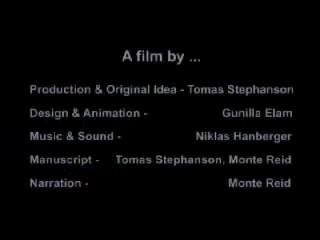 A film by ...
Production & Original Idea - Tomas Stephanson
Design & Animation - Gunilla Elam
Music & Sound - Niklas Hanberger
Manuscript - Tomas Stephanson, Monte Reid
Narration - Monte Reid